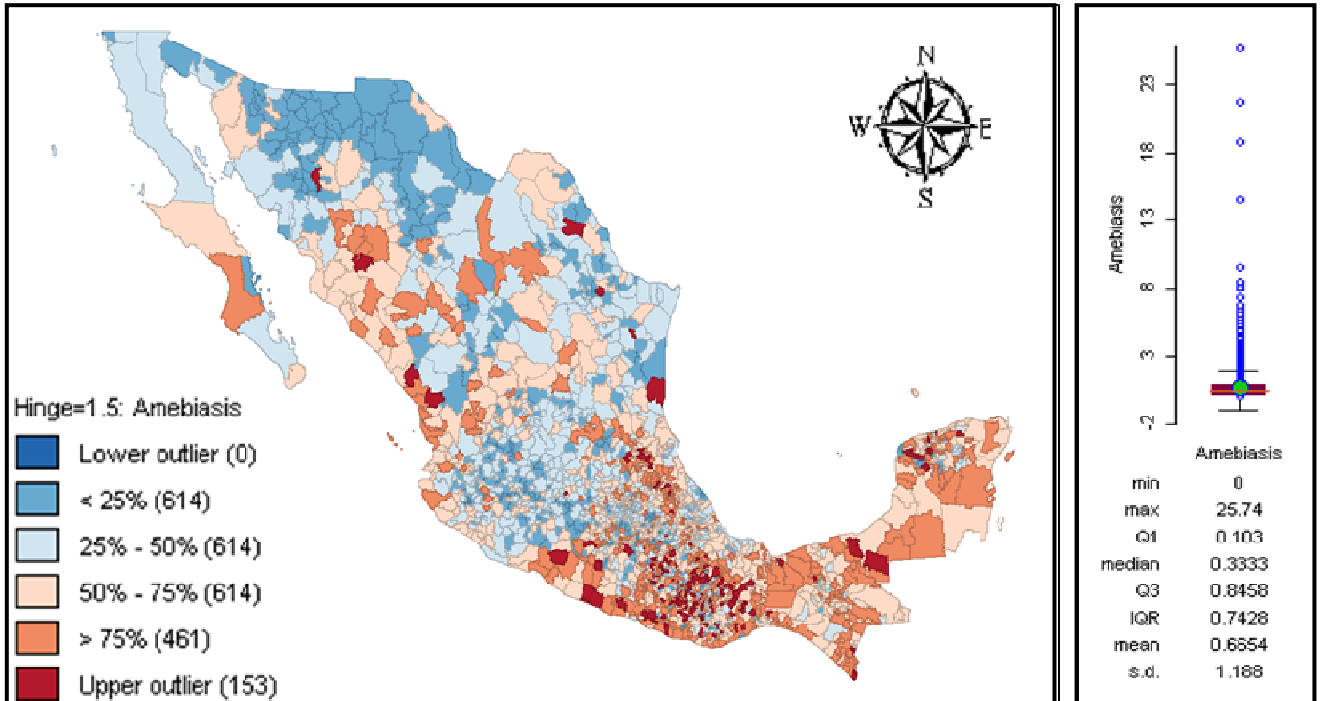 N
W E
S
Hinge=1.5: Amebiasis
Lower outlier (0)
< 25% (614)
25% - 50% (614)
50% - 75% (614)
> 75% (461)
Upper outlier (153)
23
18
13
8
3
-2
Amebiasis
Amebiasis
min 0
max 25.74
Q1 0.103
median 0.3333
Q3 0.8458
IQR 0.7428
mean 0.6654
s.d. 1.188